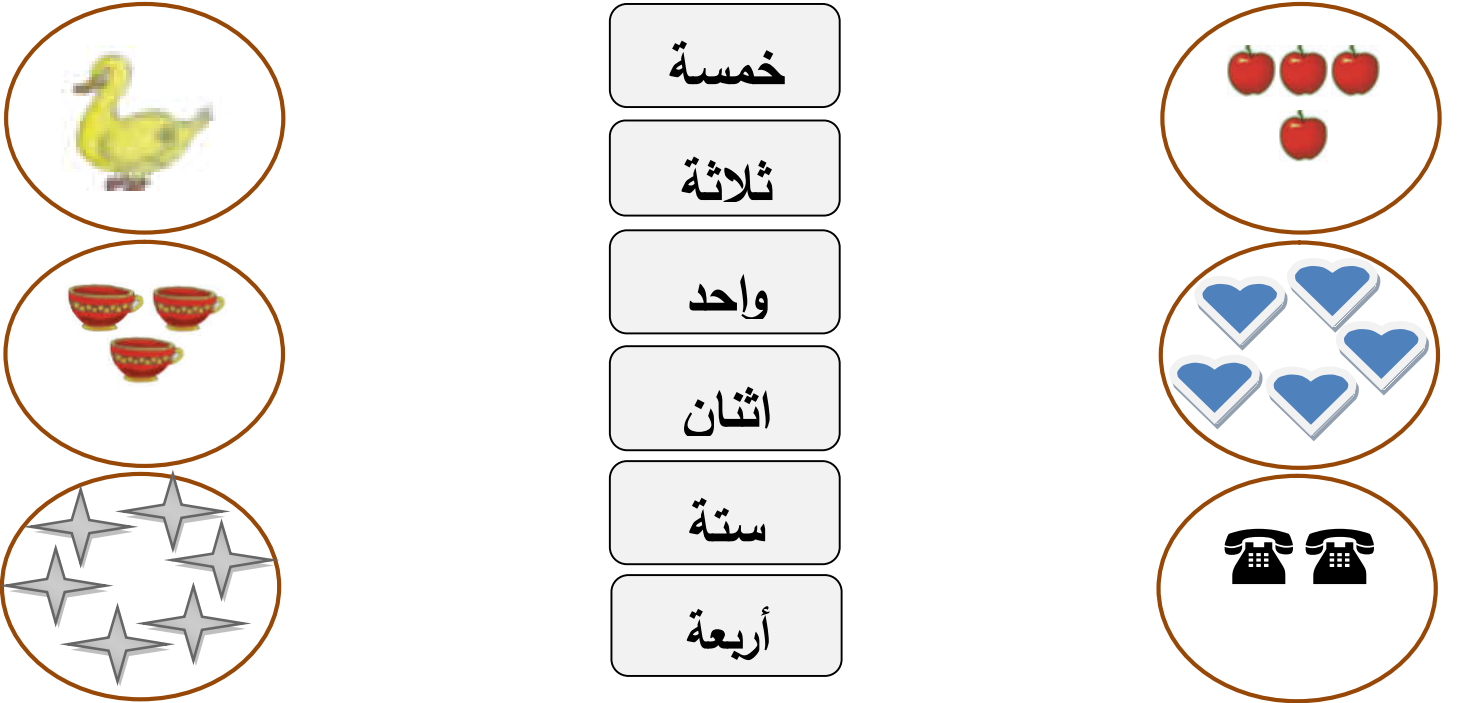 خمسة
ثلاثة
واحد
اثنان
ستة
أربعة